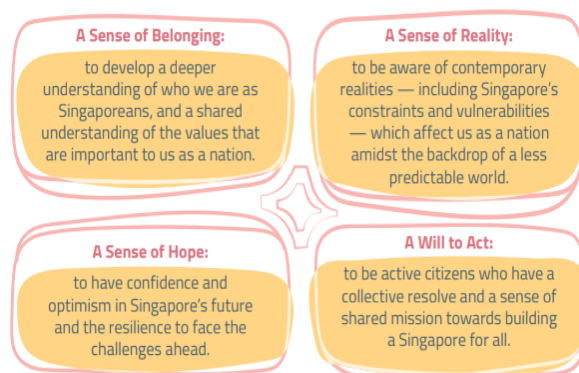 A Sense of Belonging:
to develop a deeper
understanding of who we are as
Singaporeans, and a shared
understanding of the values that
are important to us as a nation.
A Sense of Reality:
to be aware of contemporary
realities — including Singapore's
constraints and vulnerabilities
— which affect us as a nation
amidst the backdrop of a less
predictable world.
A Sense of Hope:
to have confidence and
optimism in Singapore's future
and the resilience to face the
challenges ahead.
A Will to Act:
to be active citizens who have a
collective resolve and a sense of
shared mission towards building
a Singapore for all.